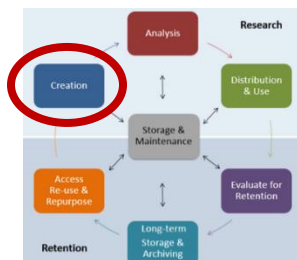 Research
Analysis
Creation
Distribution
& Use
Storage &
Maintenance
Access
Re-use &
Repurpose
Evaluate for
Retention
Long-term
Storage &
Archiving
Retention